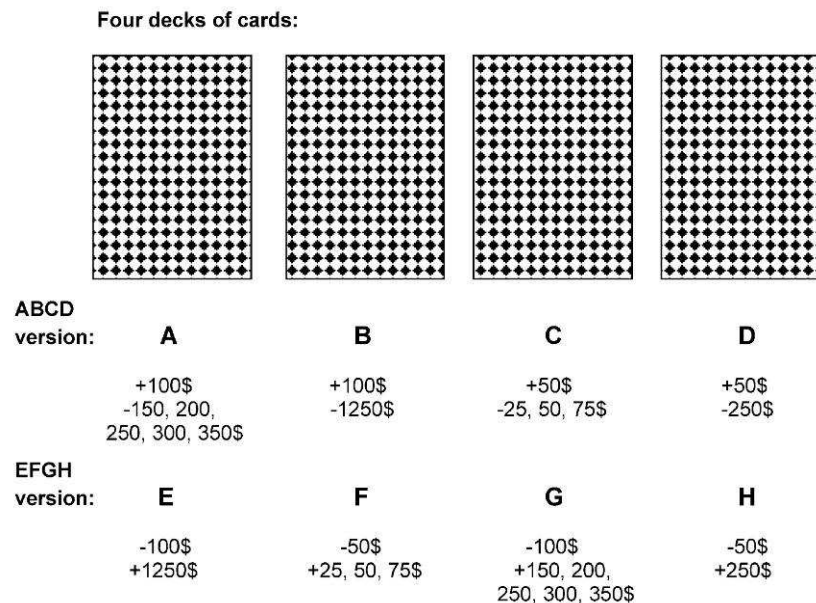 Four decks of cards:
ABCD
version: A B C D
+100$ +100$ +50$ +50$
-150, 200, -1250$ -25, 50, 75$ -250$
250, 300, 350$
EFGH
version: E F G H
-100$ -50$ -100$ -50$
+1250$ +25, 50, 75$ +150, 200, +250$
250, 300, 350$